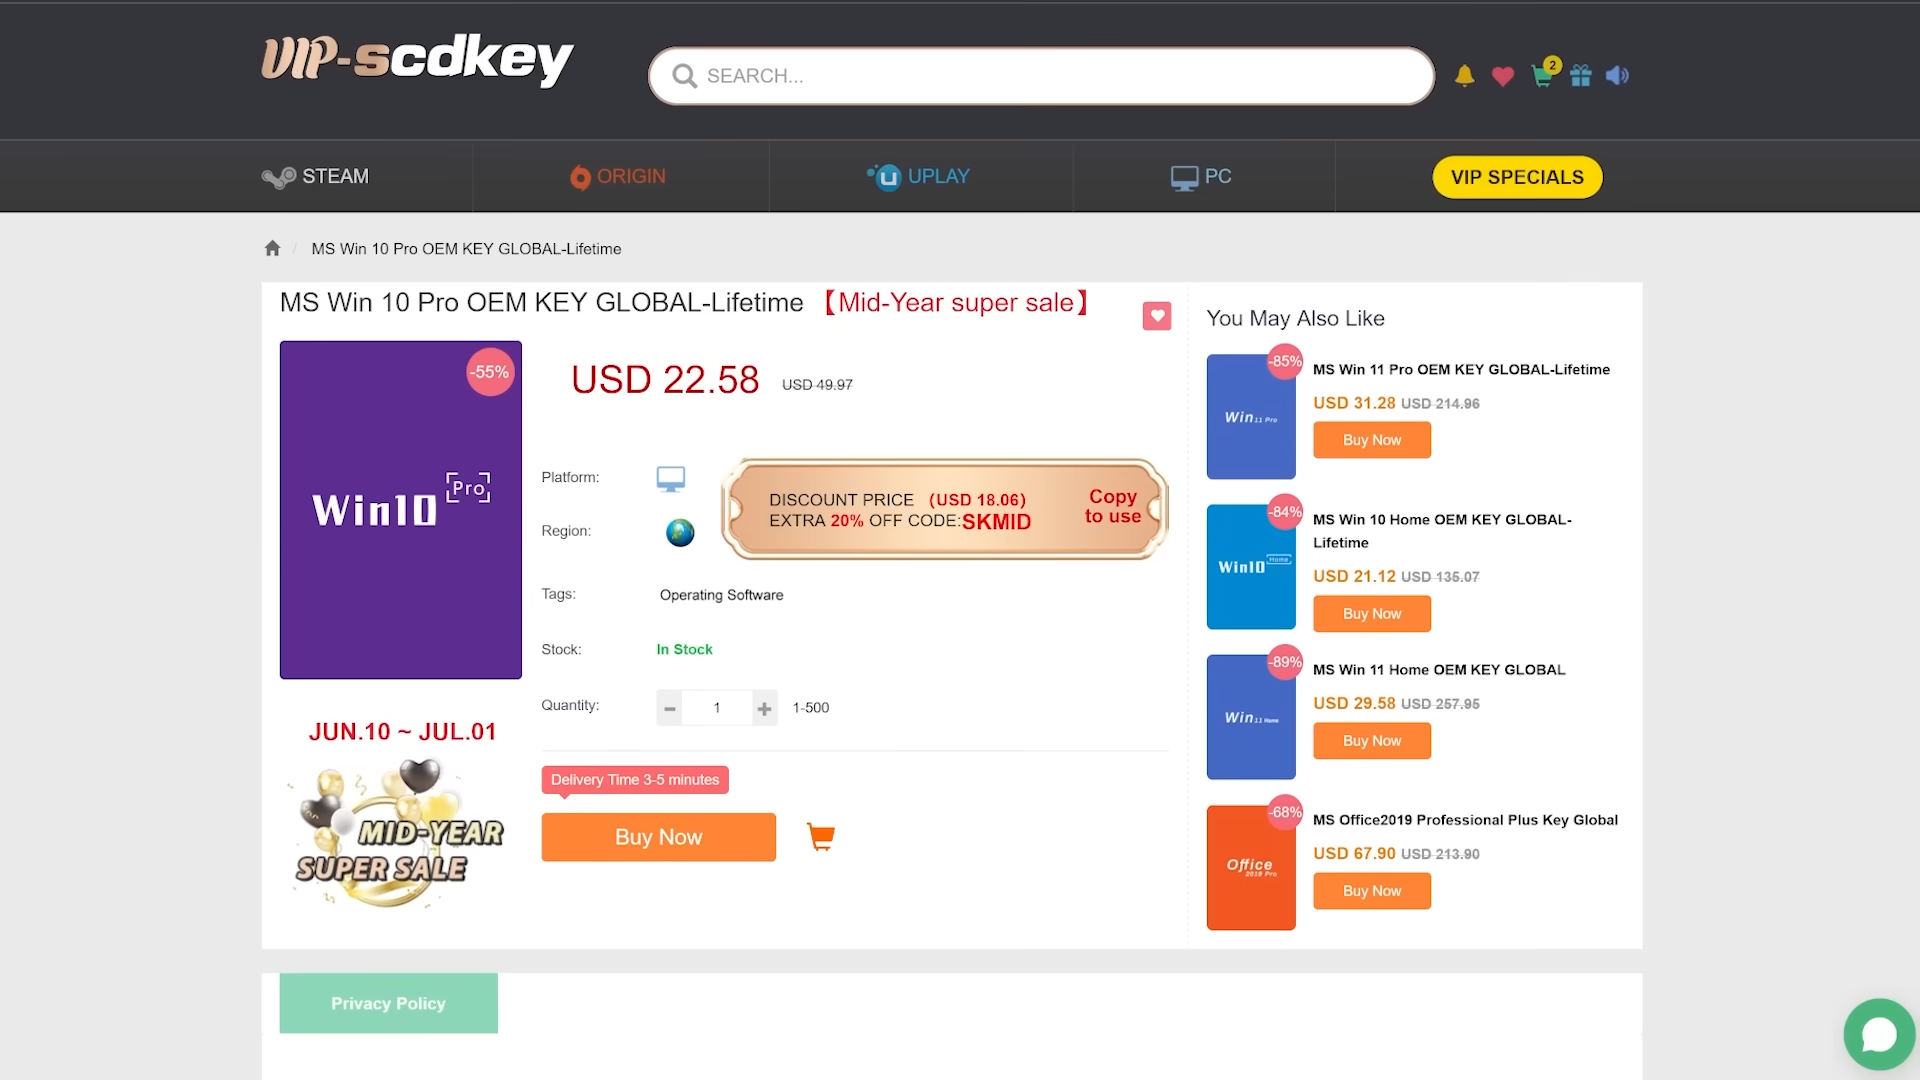 VIP-scdkey
SEARCH...
2
STEAM
ORIGIN
UPLAY
PC
VIP SPECIALS
/ MS Win 10 Pro OEM KEY GLOBAL-Lifetime
MS Win 10 Pro OEM KEY GLOBAL-Lifetime 【Mid-Year super sale】
-55%
Win10 Pro
JUN.10 ~ JUL.01
MID-YEAR
SUPER SALE
USD 22.58 USD 49.97
Platform:
DISCOUNT PRICE (USD 18.06)
EXTRA 20% OFF CODE:SKMID
Copy
to use
Region:
Tags: Operating Software
Stock: In Stock
Quantity: - 1 + 1-500
Delivery Time 3-5 minutes
Buy Now
You May Also Like
-85%
Win 11 Pro
MS Win 11 Pro OEM KEY GLOBAL-Lifetime
USD 31.28 USD 214.96
Buy Now
-84%
Win10 Home
MS Win 10 Home OEM KEY GLOBAL-
Lifetime
USD 21.12 USD 135.07
Buy Now
-89%
Win 11 Home
MS Win 11 Home OEM KEY GLOBAL
USD 29.58 USD 257.95
Buy Now
-68%
Office
2019 Pro
MS Office2019 Professional Plus Key Global
USD 67.90 USD 213.90
Buy Now
Privacy Policy